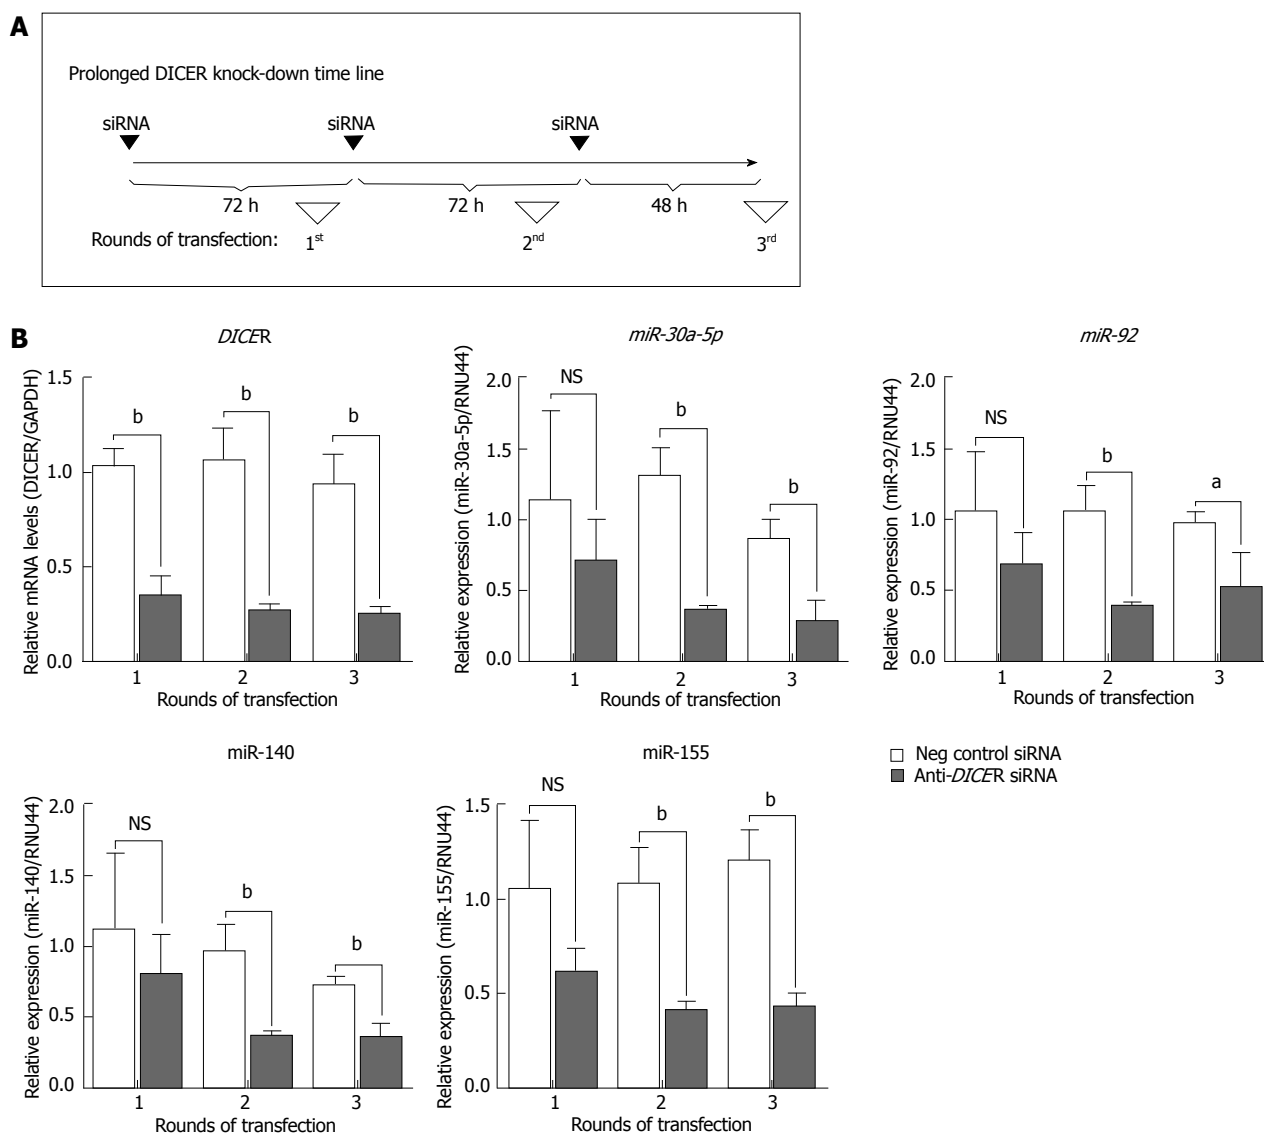 A
Prolonged DICER knock-down time line
siRNA siRNA siRNA
72 h 72 h 48 h
Rounds of transfection: 1st 2nd 3rd
B
DICER
Relative mRNA levels (DICER/GAPDH)
1.5
1.0
0.5
0.0
b b b
1 2 3
Rounds of transfection
miR-30a-5p
Relative expression (miR-30a-5p/RNU44)
2.0
1.5
1.0
0.5
0.0
NS b b
1 2 3
Rounds of transfection
miR-92
Relative expression (miR-92/RNU44)
2.0
1.5
1.0
0.5
0.0
NS b a
1 2 3
Rounds of transfection
miR-140
Relative expression (miR-140/RNU44)
2.0
1.5
1.0
0.5
0.0
NS b b
1 2 3
Rounds of transfection
miR-155
Relative expression (miR-155/RNU44)
1.5
1.0
0.5
0.0
NS b b
1 2 3
Rounds of transfection
Neg control siRNA
Anti-DICER siRNA